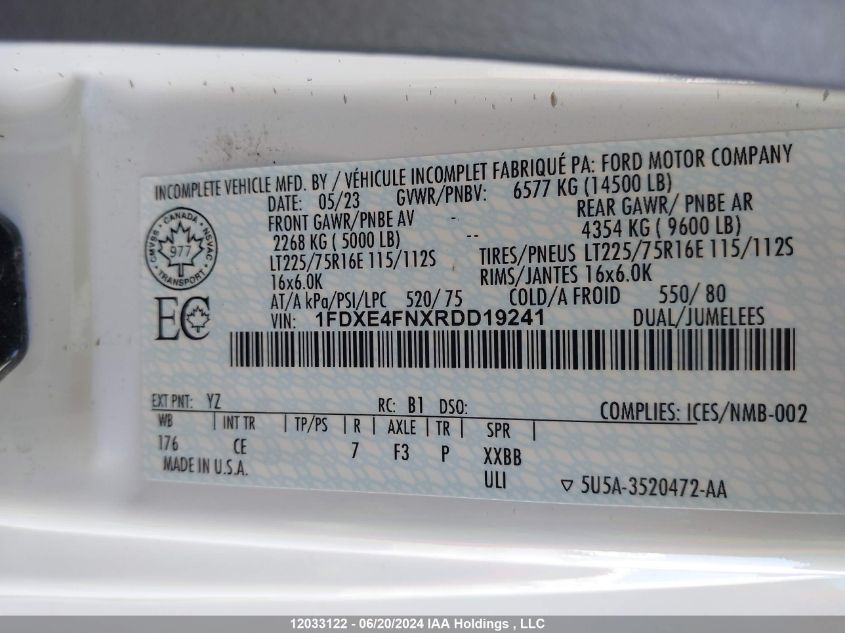 INCOMPLETE VEHICLE MFD. BY / VÉHICULE INCOMPLET FABRIQUÉ PA: FORD MOTOR COMPANY
DATE: 05/23 GVWR/PNBV: 6577 KG (14500 LB)
FRONT GAWR/PNBE AV - REAR GAWR/ PNBE AR
2268 KG ( 5000 LB) -- 4354 KG ( 9600 LB)
LT225/75R16E 115/112S TIRES/PNEUS LT225/75R16E 115/112S
16x6.0K RIMS/JANTES 16x6.0K
AT/A kPa/PSI/LPC 520/ 75 COLD/A FROID 550/ 80
VIN: 1FDXE4FNXRDD19241 DUAL/JUMELEES
CANADA
CMVSS NSVAC
977
TRANSPORT
EC
EXT PNT: YZ RC: B1 DSO: COMPLIES: ICES/NMB-002
WB | INT TR | TP/PS | R | AXLE | TR | SPR |
176 CE 7 F3 P XXBB
MADE IN U.S.A. ULI ▽ 5U5A-3520472-AA
12033122 - 06/20/2024 IAA Holdings , LLC